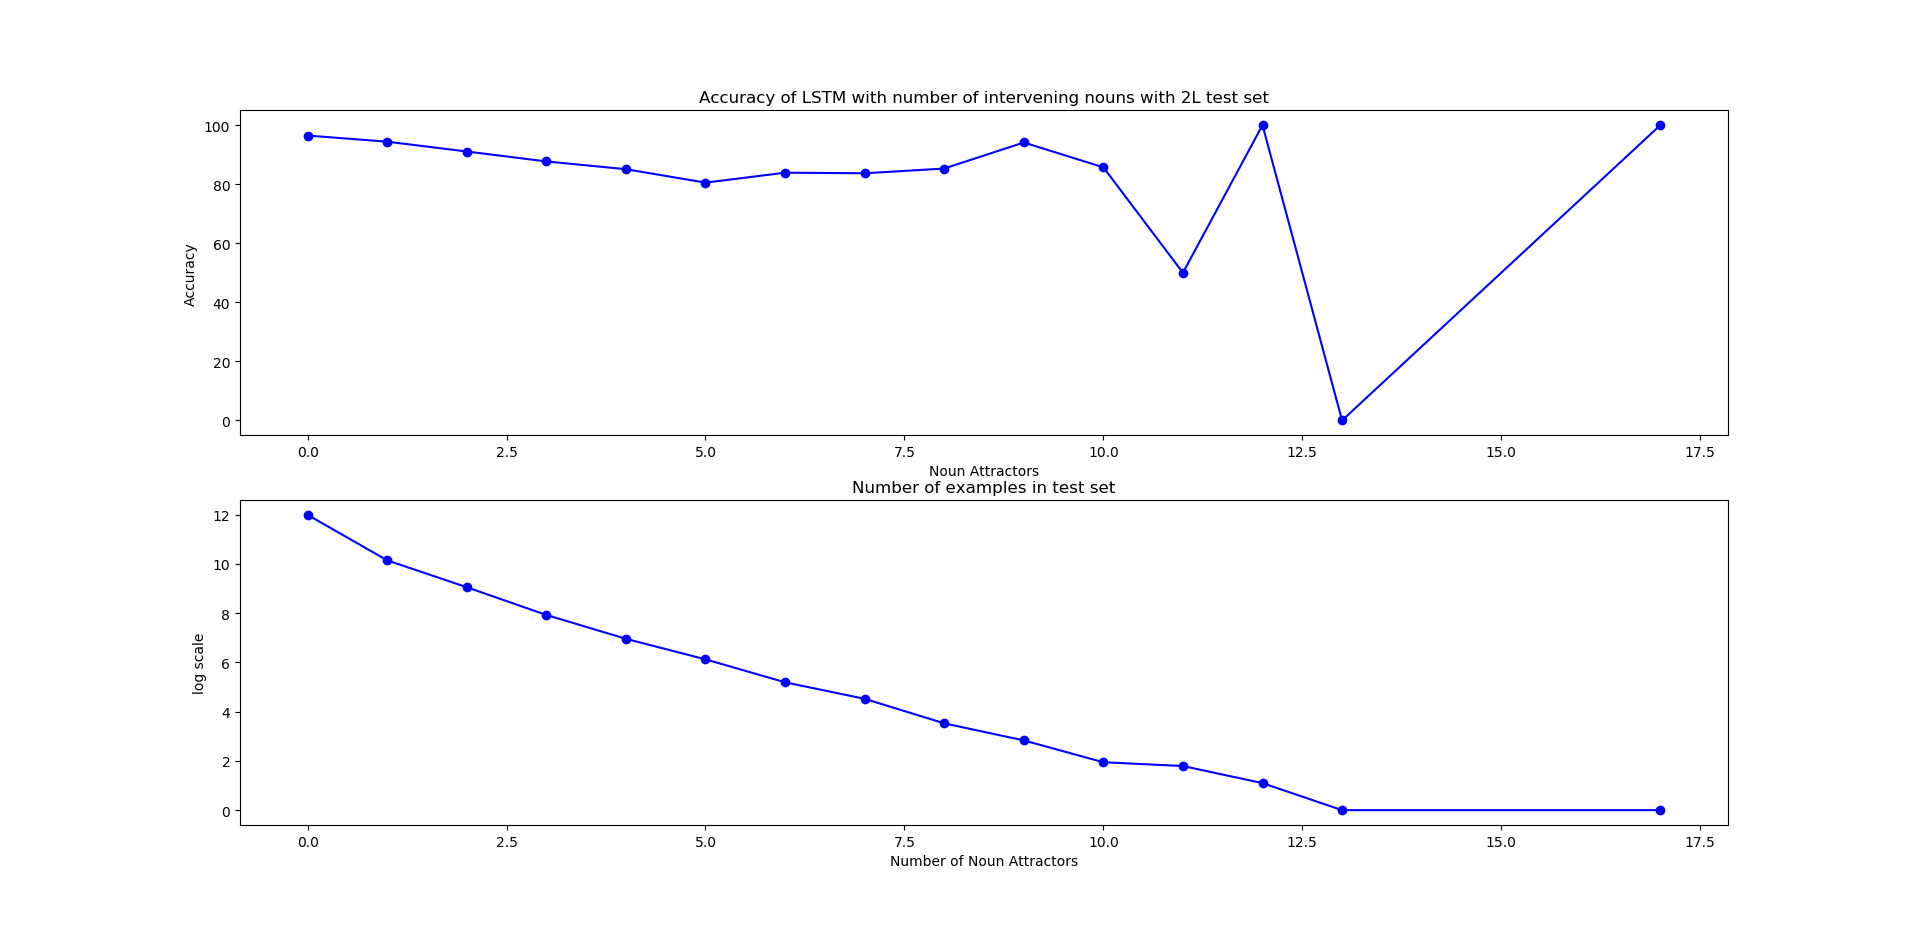 Accuracy of LSTM with number of intervening nouns with 2L test set
100
80
60
40
20
0
Accuracy
0.0 2.5 5.0 7.5 10.0 12.5 15.0 17.5
Noun Attractors
Number of examples in test set
12
10
8
6
4
2
0
log scale
0.0 2.5 5.0 7.5 10.0 12.5 15.0 17.5
Number of Noun Attractors